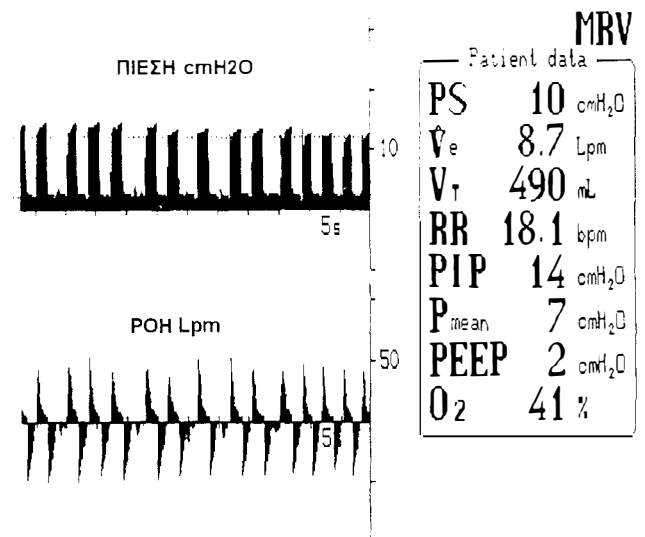 MRV
Patient data
ΠΙΕΣΗ cmH2O
10
5s
ΡΟΗ Lpm
50
5
PS 10 cmH₂O
V̇e 8.7 Lpm
VT 490 mL
RR 18.1 bpm
PIP 14 cmH₂O
Pmean 7 cmH₂O
PEEP 2 cmH₂O
O2 41 %